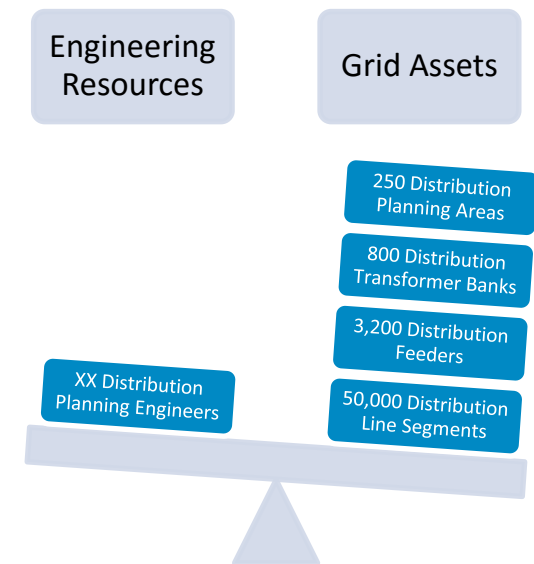 Engineering
Resources
Grid Assets
250 Distribution
Planning Areas
800 Distribution
Transformer Banks
3,200 Distribution
Feeders
XX Distribution
Planning Engineers
50,000 Distribution
Line Segments